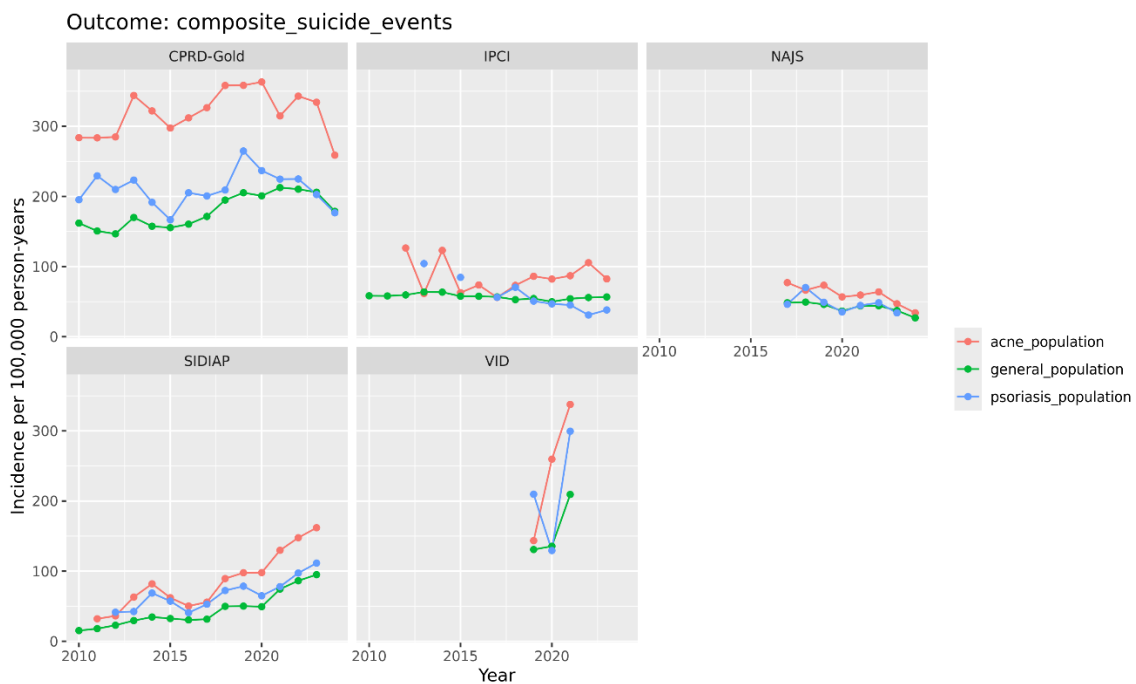 Outcome: composite_suicide_events
CPRD-Gold
IPCI
NAJS
300
200
100
0
2010
2015
2020
acne_population
general_population
psoriasis_population
SIDIAP
VID
300
200
100
0
2010
2015
2020
2010
2015
2020
Year
Incidence per 100,000 person-years